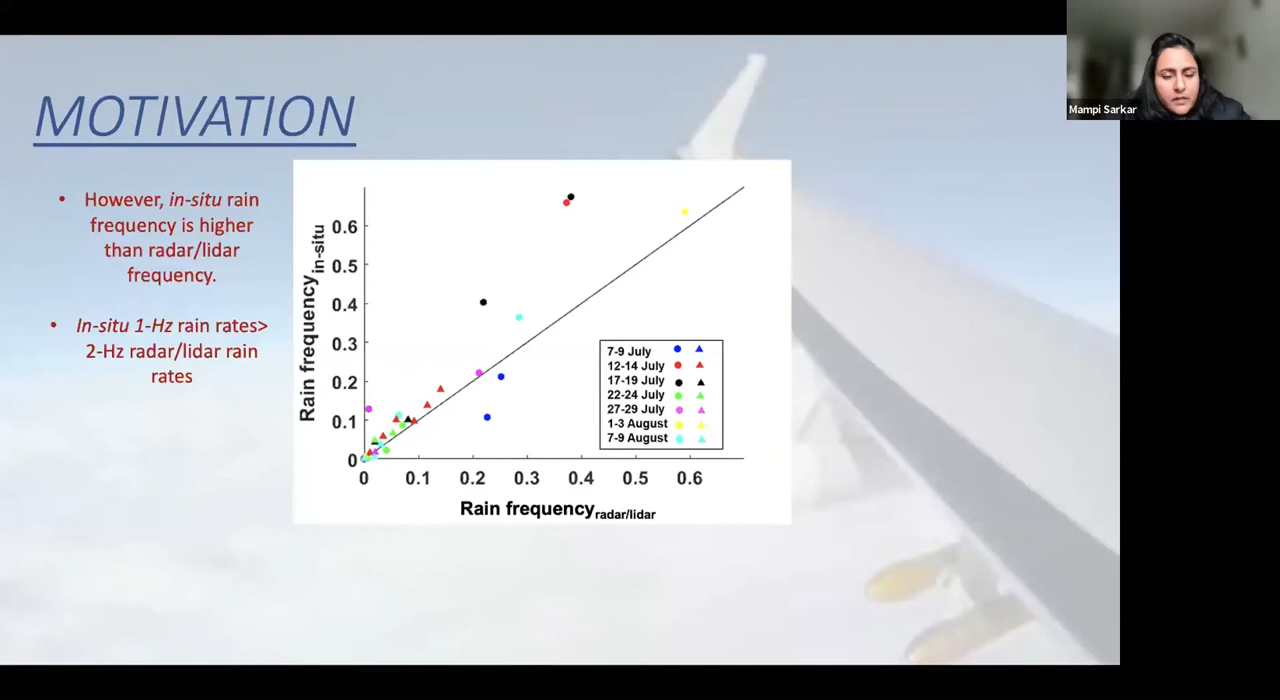 Mampi Sarkar
MOTIVATION
• However, in-situ rain
frequency is higher
than radar/lidar
frequency.
• In-situ 1-Hz rain rates>
2-Hz radar/lidar rain
rates
Rain frequencyin-situ
0.6
0.5
0.4
0.3
0.2
0.1
0
0 0.1 0.2 0.3 0.4 0.5 0.6
Rain frequencyradar/lidar
7-9 July
12-14 July
17-19 July
22-24 July
27-29 July
1-3 August
7-9 August